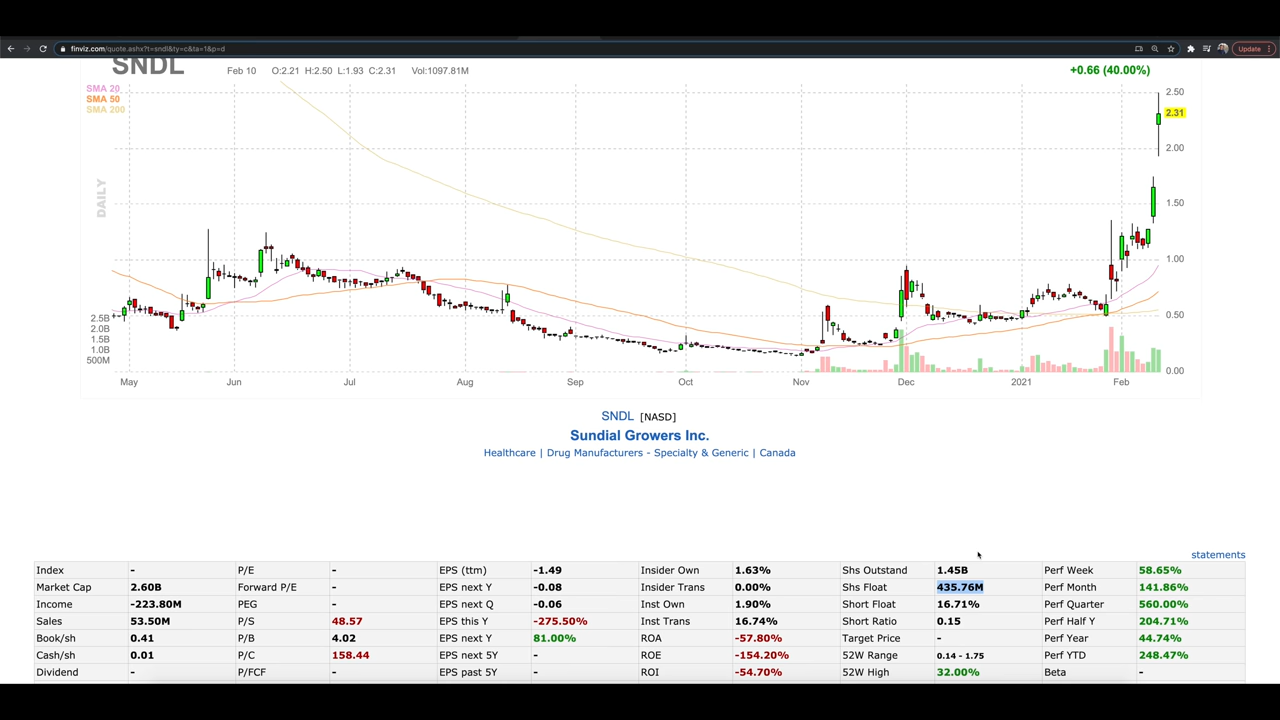 finviz.com/quote.ashx?t=sndl&ty=c&ta=1&p=d
Update
SNDL Feb 10 O:2.21 H:2.50 L:1.93 C:2.31 Vol:1097.81M +0.66 (40.00%)
SMA 20
SMA 50
SMA 200
2.50
2.31
2.00
1.50
1.00
0.50
0.00
DAILY
2.5B
2.0B
1.5B
1.0B
500M
May Jun Jul Aug Sep Oct Nov Dec 2021 Feb
SNDL [NASD]
Sundial Growers Inc.
Healthcare | Drug Manufacturers - Specialty & Generic | Canada
statements
Index - P/E - EPS (ttm) -1.49 Insider Own 1.63% Shs Outstand 1.45B Perf Week 58.65%
Market Cap 2.60B Forward P/E - EPS next Y -0.08 Insider Trans 0.00% Shs Float 435.76M Perf Month 141.86%
Income -223.80M PEG - EPS next Q -0.06 Inst Own 1.90% Short Float 16.71% Perf Quarter 560.00%
Sales 53.50M P/S 48.57 EPS this Y -275.50% Inst Trans 16.74% Short Ratio 0.15 Perf Half Y 204.71%
Book/sh 0.41 P/B 4.02 EPS next Y 81.00% ROA -57.80% Target Price - Perf Year 44.74%
Cash/sh 0.01 P/C 158.44 EPS next 5Y - ROE -154.20% 52W Range 0.14 - 1.75 Perf YTD 248.47%
Dividend - P/FCF - EPS past 5Y - ROI -54.70% 52W High 32.00% Beta -